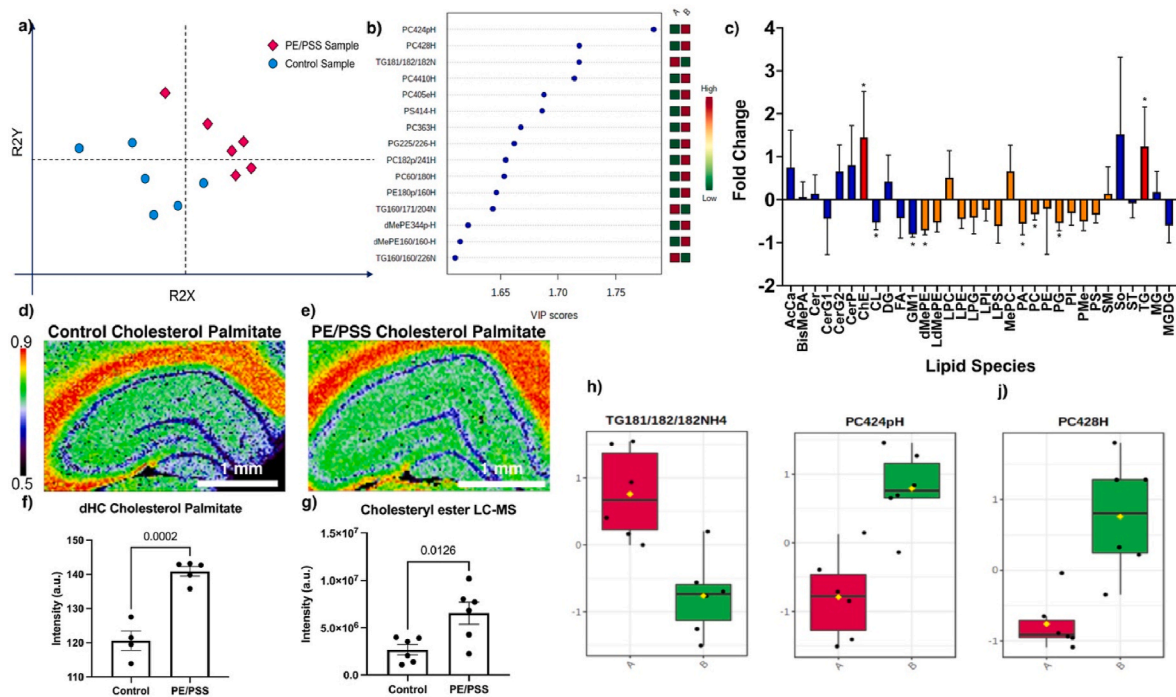 a)
R2Y
R2X
PE/PSS Sample
Control Sample
b)
PC424pH
PC428H
TG181/182/182N
PC4410H
PC405eH
PS414-H
PC363H
PG225/226-H
PC182p/241H
PC60/180H
PE180p/160H
TG160/171/204N
dMePE344p-H
dMePE160/160-H
TG160/160/226N
1.65 1.70 1.75
VIP scores
A B
High
Low
c)
Fold Change
4
3
2
1
0
-1
-2
*
*
*
*
*
*
*
*
AcCa
BisMePA
Cer
CerG1
CerG2
CerP
ChE
CL
DG
FA
GM1
dMePE
LdMePE
LPC
LPE
LPG
LPI
LPS
MePC
PA
PC
PE
PG
PI
PMe
PS
SM
So
ST
TG
MG
MGDG
Lipid Species
d)
Control Cholesterol Palmitate
0.9
0.5
1 mm
e)
PE/PSS Cholesterol Palmitate
1 mm
f)
dHC Cholesterol Palmitate
0.0002
Intensity (a.u.)
150
140
130
120
110
Control PE/PSS
g)
Cholesteryl ester LC-MS
0.0126
Intensity (a.u.)
1.5×10⁷
1.0×10⁷
5.0×10⁶
0.0
Control PE/PSS
h)
TG181/182/182NH4
1
0
-1
A B
PC424pH
1
0
-1
A B
j)
PC428H
1
0
-1
A B